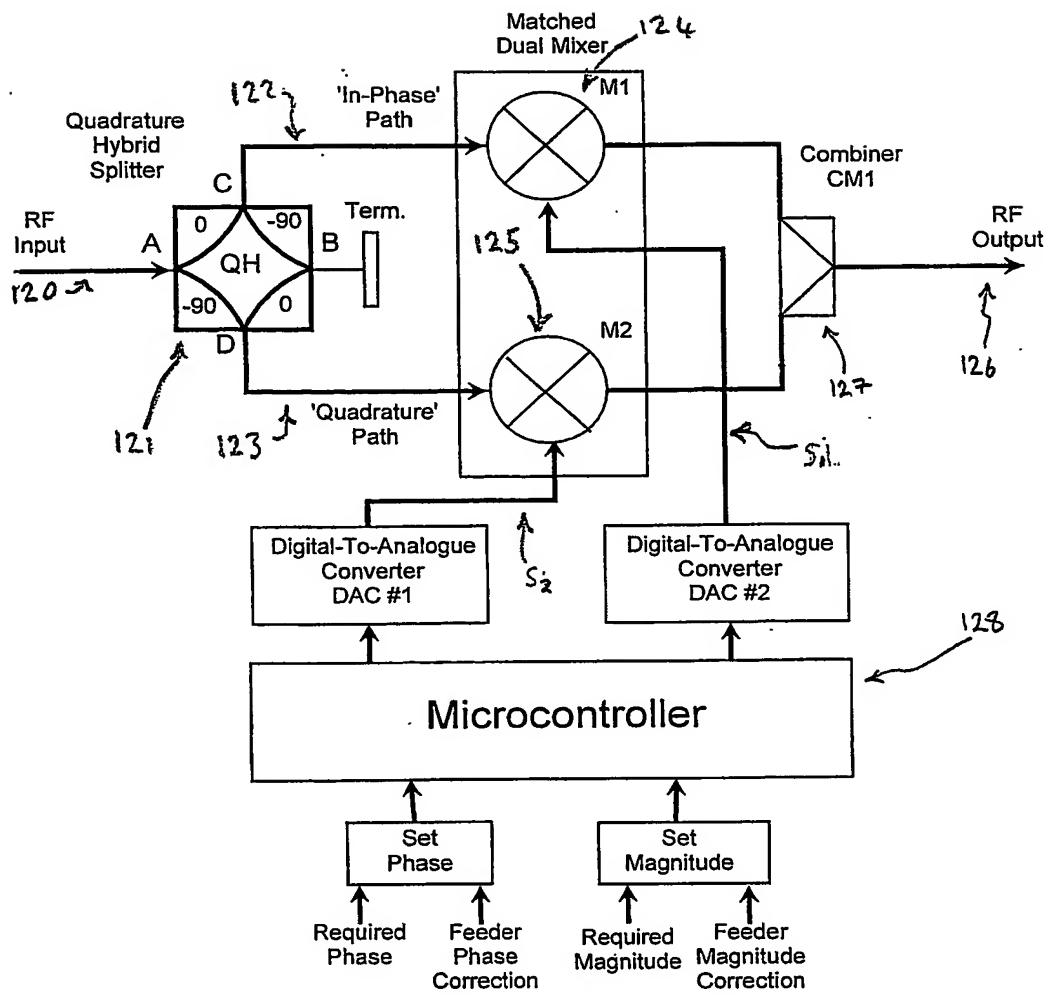 Matched
Dual Mixer
124
M1
122
'In-Phase'
Path
Quadrature
Hybrid
Splitter
Combiner
CM1
C
Term.
RF
Input
A
0
-90
B
125
RF
Output
QH
120
-90
0
M2
D
126
127
121
123
'Quadrature'
Path
Si1.
Si2
Digital-To-Analogue
Converter
DAC #1
Digital-To-Analogue
Converter
DAC #2
128
Microcontroller
Set
Phase
Set
Magnitude
Required
Phase
Feeder
Phase
Correction
Required
Magnitude
Feeder
Magnitude
Correction